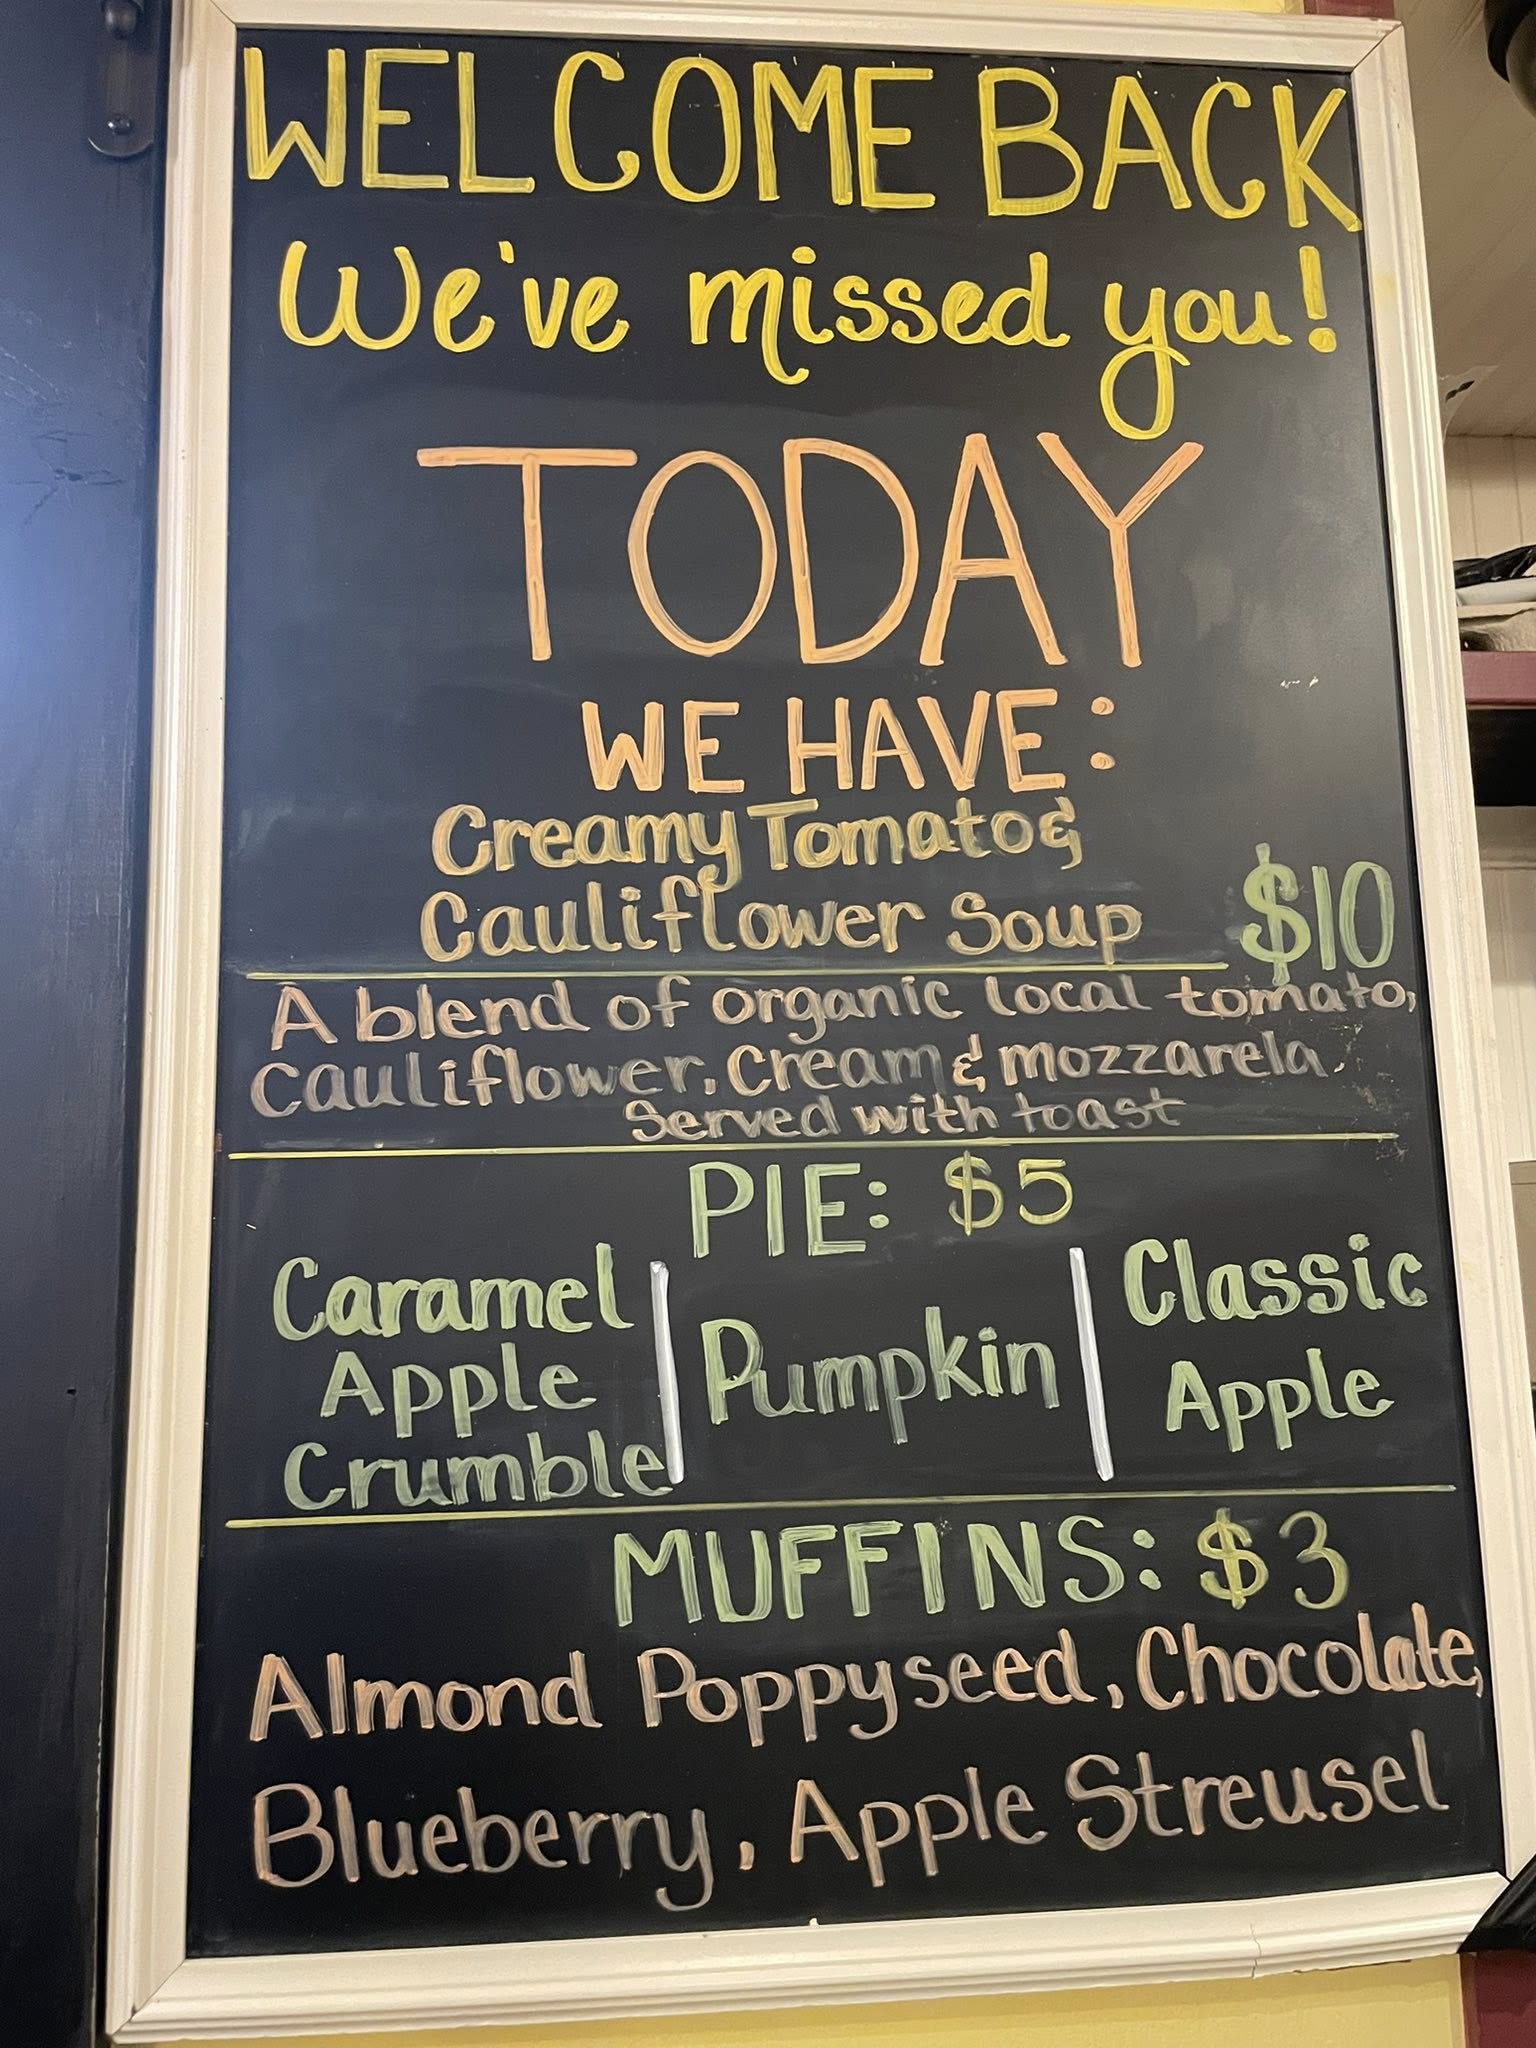 WELCOME BACK
We've missed you!
TODAY
WE HAVE:
Creamy Tomato &
Cauliflower Soup $10
A blend of organic local tomato,
cauliflower, cream & mozzarela.
Served with toast
PIE: $5
Caramel
Apple
Crumble
Pumpkin
Classic
Apple
MUFFINS: $3
Almond Poppyseed, Chocolate,
Blueberry, Apple Streusel